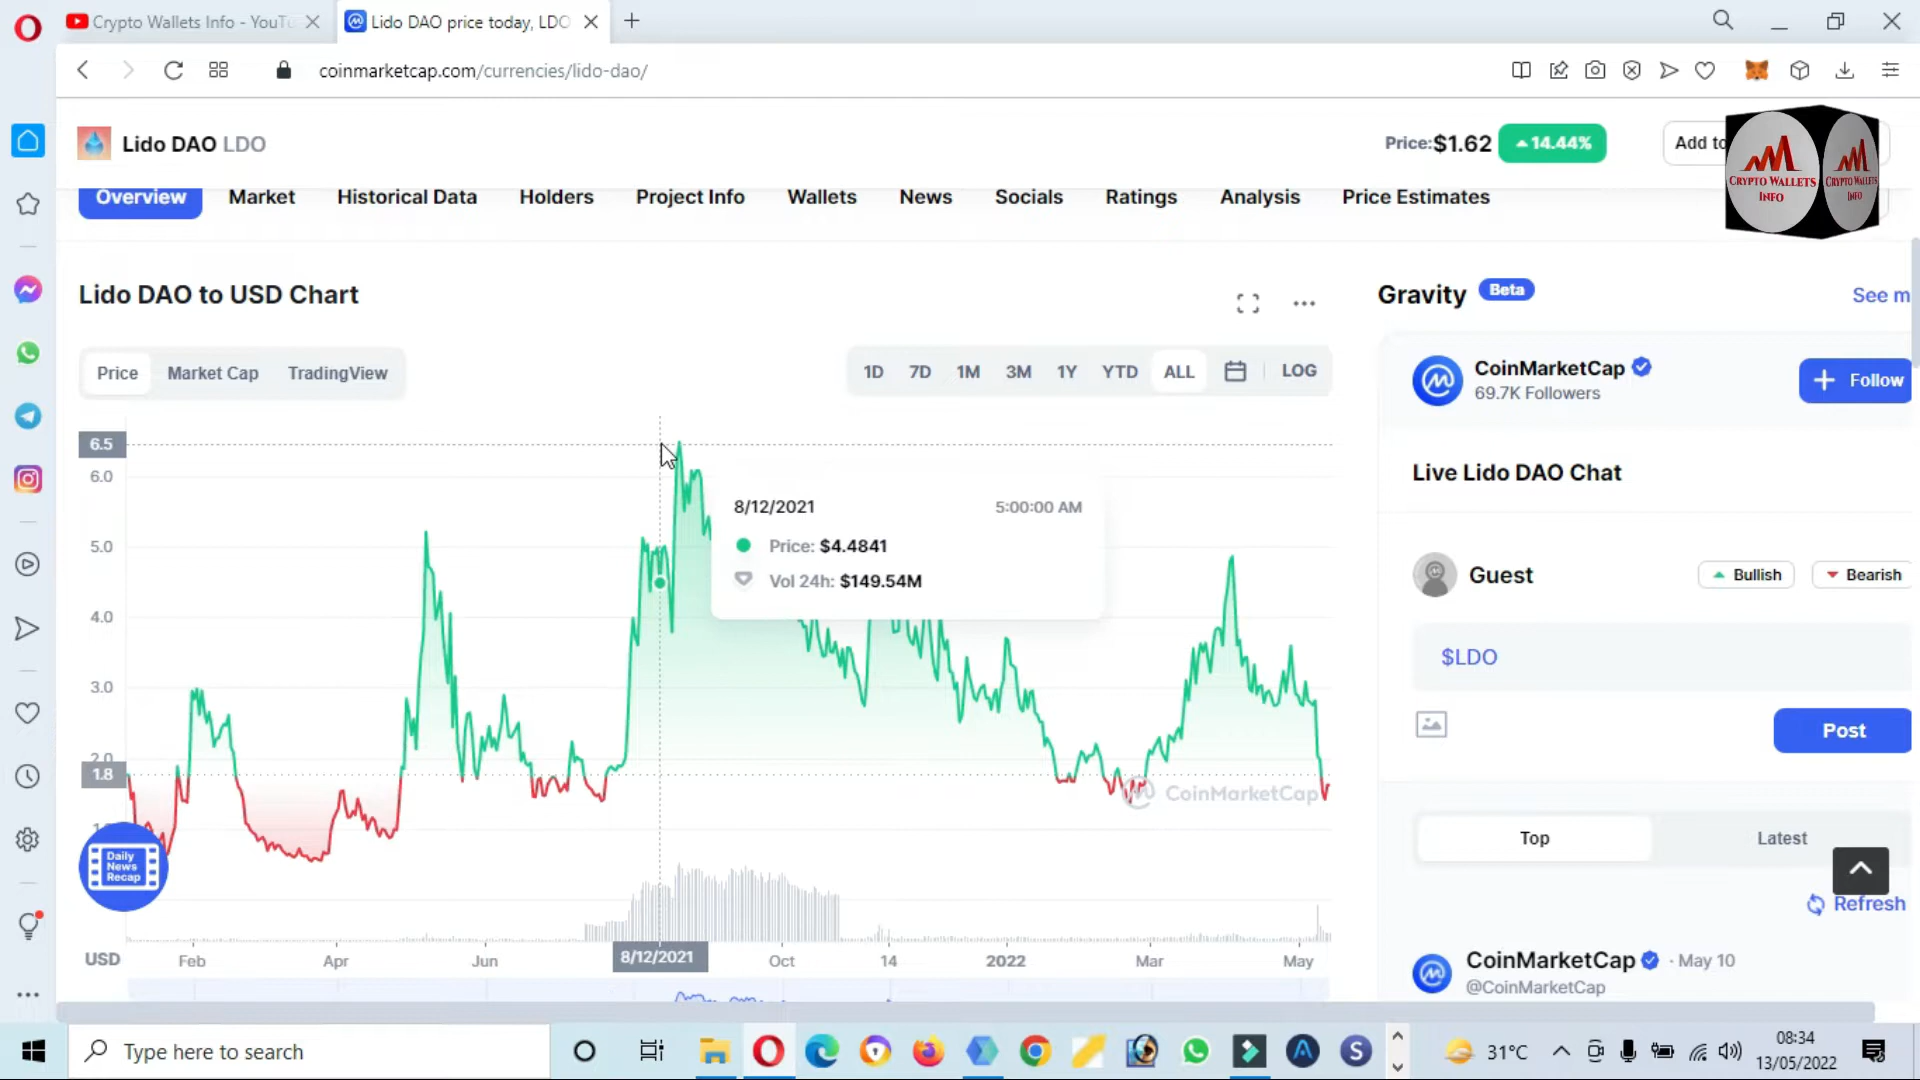 Crypto Wallets Info - YouTu
Lido DAO price today, LDO
coinmarketcap.com/currencies/lido-dao/
Lido DAO LDO
Price:$1.62
14.44%
Add to
CRYPTO WALLETS
INFO
CRYPTO WALLETS
INFO
Overview
Market
Historical Data
Holders
Project Info
Wallets
News
Socials
Ratings
Analysis
Price Estimates
Lido DAO to USD Chart
Gravity Beta
See m
Price
Market Cap
TradingView
1D
7D
1M
3M
1Y
YTD
ALL
LOG
CoinMarketCap
69.7K Followers
+ Follow
6.5
6.0
5.0
4.0
3.0
2.0
1.8
8/12/2021
5:00:00 AM
Price: $4.4841
Vol 24h: $149.54M
CoinMarketCap
Daily
News
Recap
USD
Feb
Apr
Jun
8/12/2021
Oct
14
2022
Mar
May
Live Lido DAO Chat
Guest
Bullish
Bearish
$LDO
Post
Top
Latest
Refresh
CoinMarketCap · May 10
@CoinMarketCap
Type here to search
31°C
08:34
13/05/2022